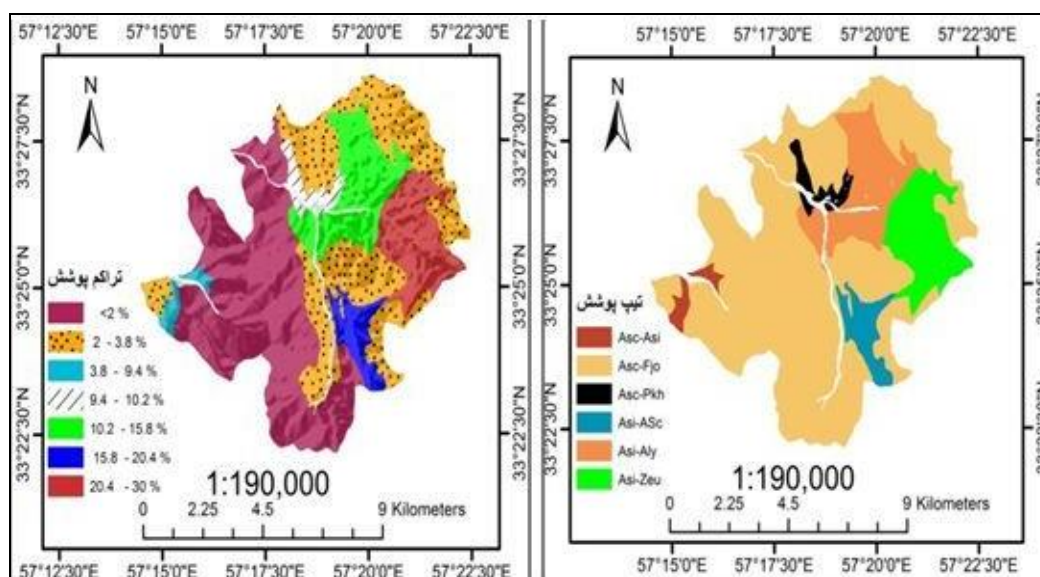 57°12'30"E 57°15'0"E 57°17'30"E 57°20'0"E 57°22'30"E
N
33°27'30"N
33°25'0"N
33°22'30"N
تراکم پوشش
<2 %
2 - 3.8 %
3.8 - 9.4 %
9.4 - 10.2 %
10.2 - 15.8 %
15.8 - 20.4 %
20.4 - 30 %
1:190,000
0 2.25 4.5 9 Kilometers
57°12'30"E 57°15'0"E 57°17'30"E 57°20'0"E 57°22'30"E
57°15'0"E 57°17'30"E 57°20'0"E 57°22'30"E
N
33°27'30"N
33°25'0"N
33°22'30"N
تیپ پوشش
Asc-Asi
Asc-Fjo
Asc-Pkh
Asi-ASc
Asi-Aly
Asi-Zeu
1:190,000
0 2.25 4.5 9 Kilometers
57°15'0"E 57°17'30"E 57°20'0"E 57°22'30"E